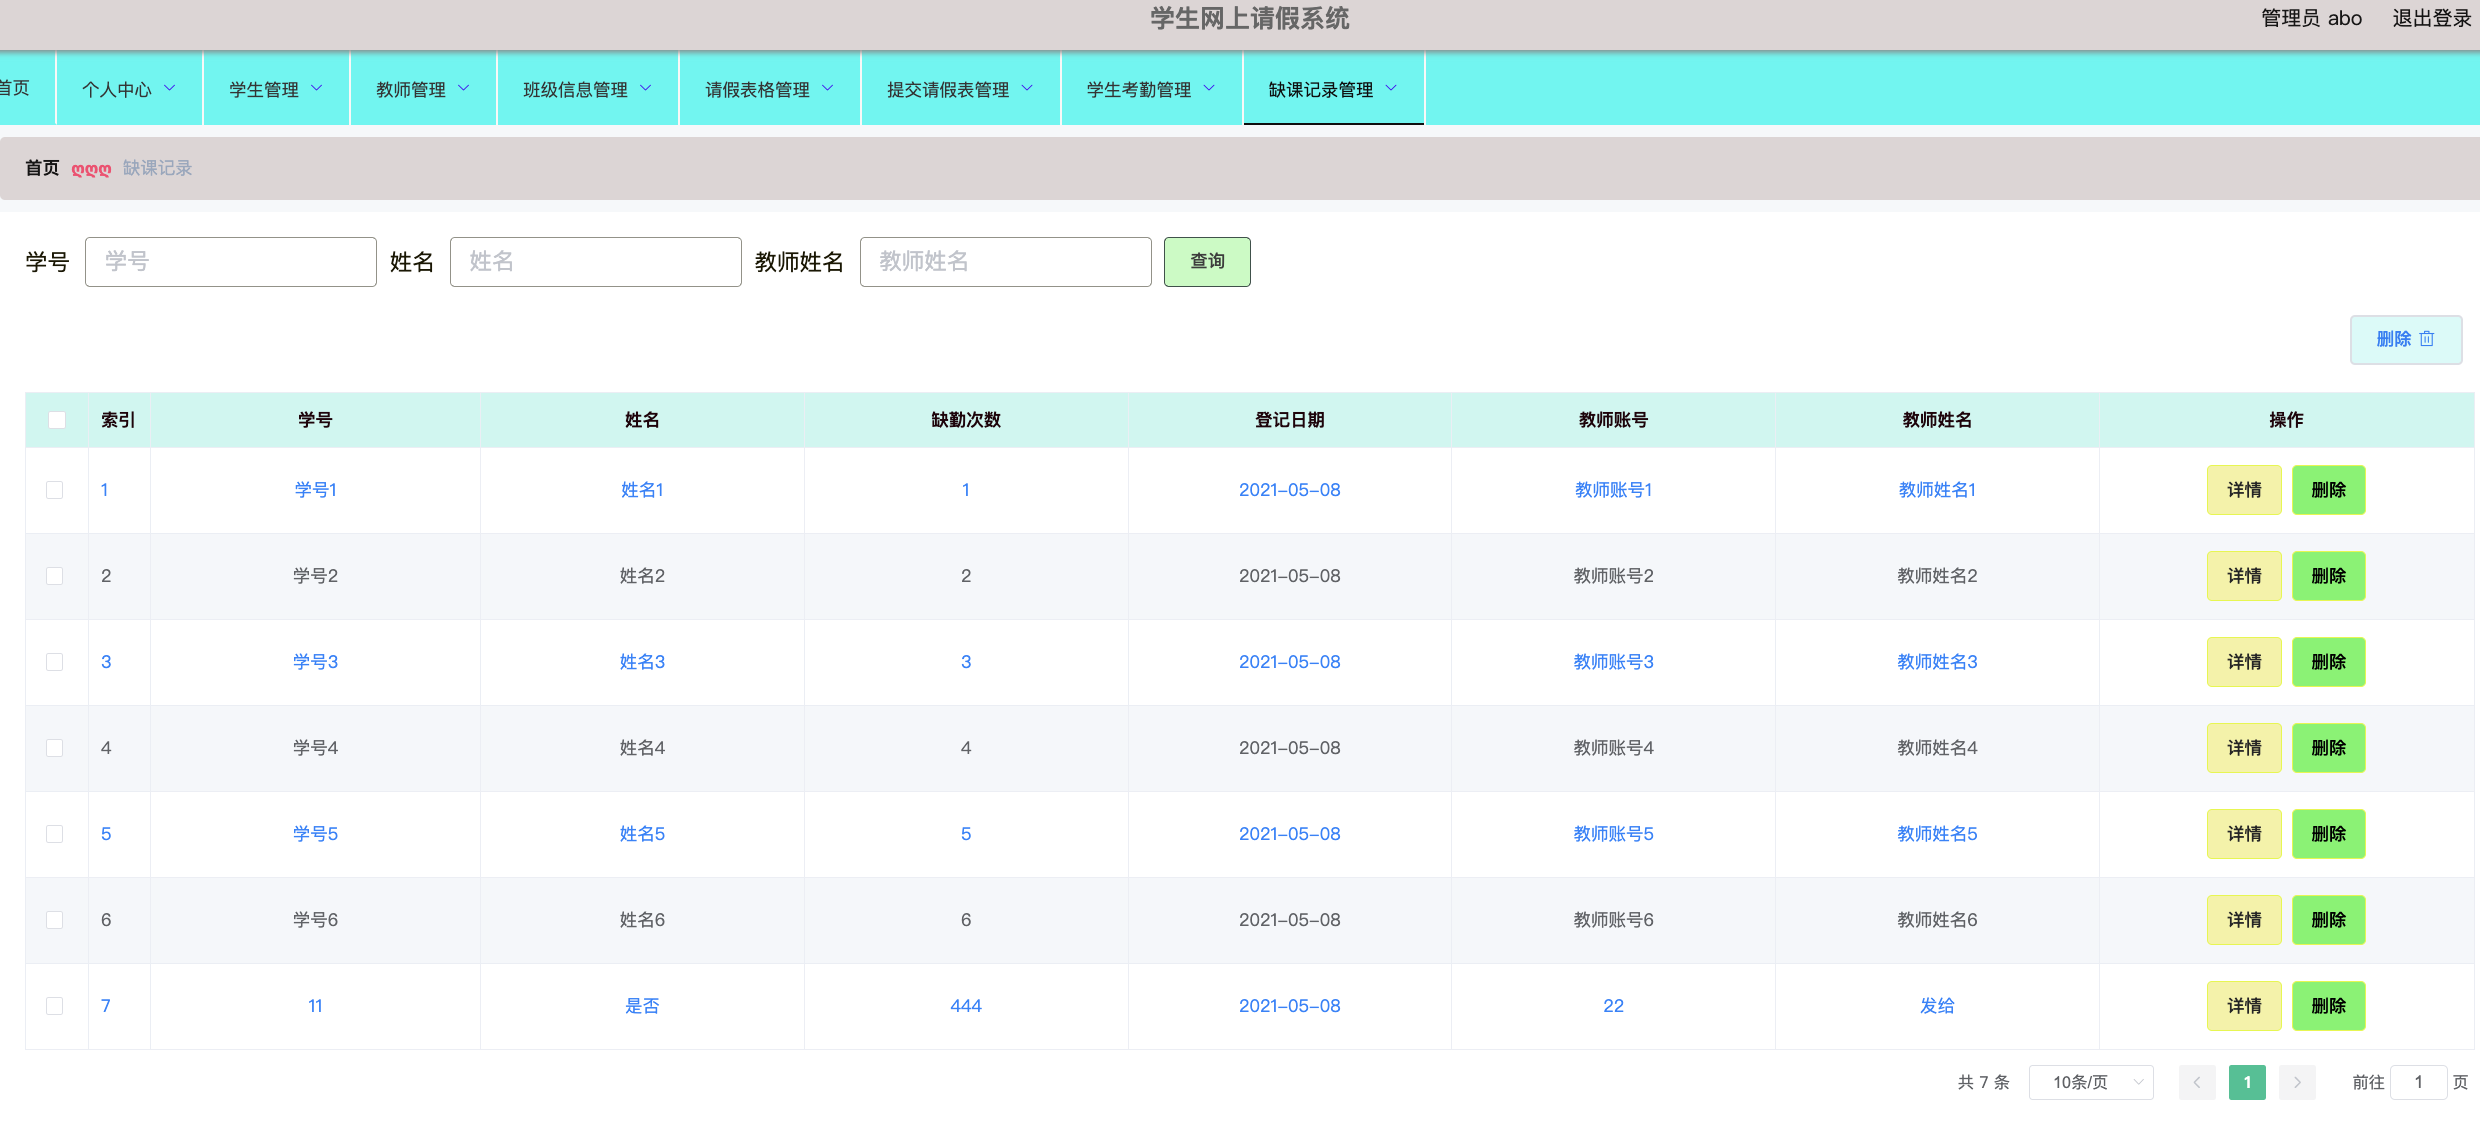 学生网上请假系统
管理员 abo 退出登录
首页 个人中心 学生管理 教师管理 班级信息管理 请假表格管理 提交请假表管理 学生考勤管理 缺课记录管理
首页 ღღღ 缺课记录
学号 学号 姓名 姓名 教师姓名 教师姓名 查询
删除
索引 学号 姓名 缺勤次数 登记日期 教师账号 教师姓名 操作
1 学号1 姓名1 1 2021-05-08 教师账号1 教师姓名1 详情 删除
2 学号2 姓名2 2 2021-05-08 教师账号2 教师姓名2 详情 删除
3 学号3 姓名3 3 2021-05-08 教师账号3 教师姓名3 详情 删除
4 学号4 姓名4 4 2021-05-08 教师账号4 教师姓名4 详情 删除
5 学号5 姓名5 5 2021-05-08 教师账号5 教师姓名5 详情 删除
6 学号6 姓名6 6 2021-05-08 教师账号6 教师姓名6 详情 删除
7 11 是否 444 2021-05-08 22 发给 详情 删除
共 7 条 10条/页 1 前往 1 页